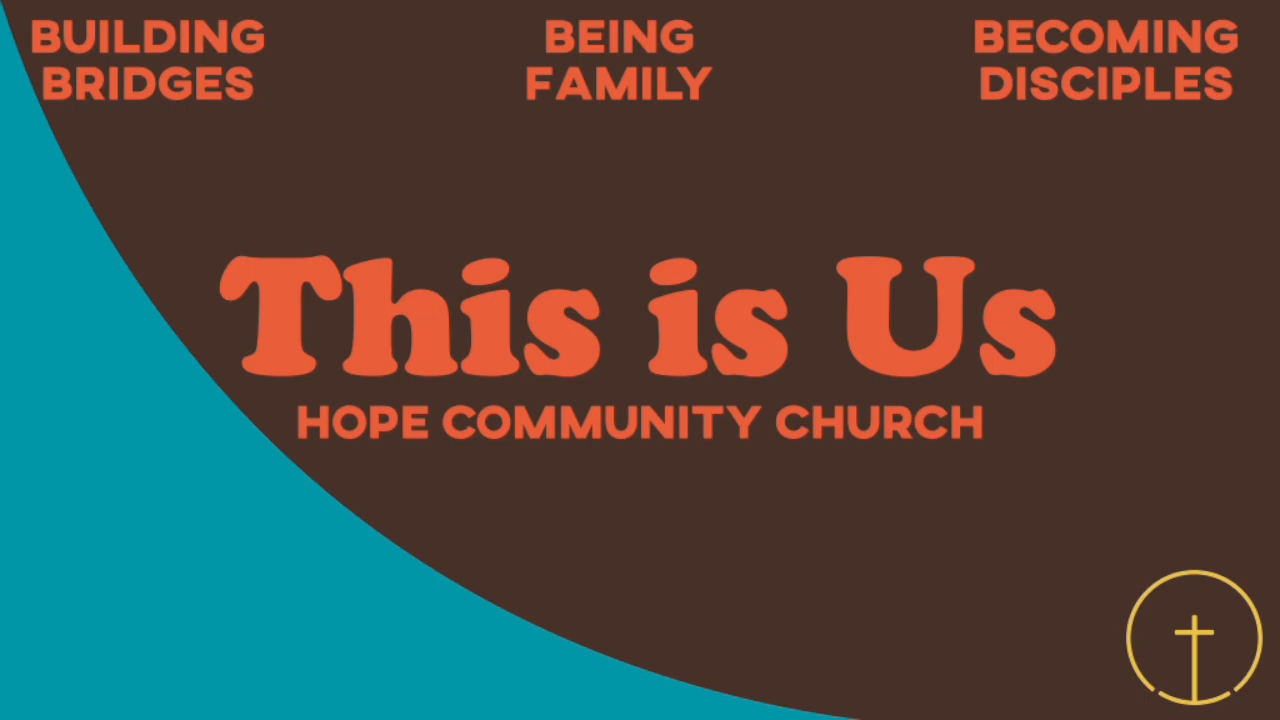 BUILDING
BRIDGES
BEING
FAMILY
BECOMING
DISCIPLES
This is Us
HOPE COMMUNITY CHURCH